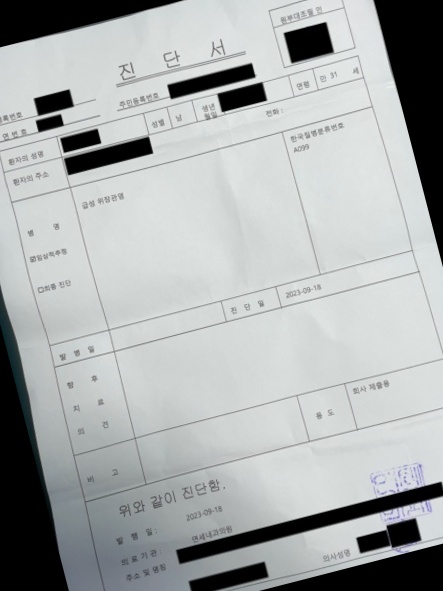 원부대조필 인
진 단 서
등록번호
연 번 호
주민등록번호
환자의 성명
성별 남
생년월일
연령 만 31 세
환자의 주소
전화 :
병 명
급성 위장관염
한국질병분류번호
A099
☑임상적추정
☐최종 진단
발 병 일
진 단 일
2023-09-18
향 후
치 료
의 견
비 고
용 도
회사 제출용
위와 같이 진단함.
발 행 일 :
2023-09-18
의 료 기 관 :
연세내과의원
주소 및 명칭
의사성명